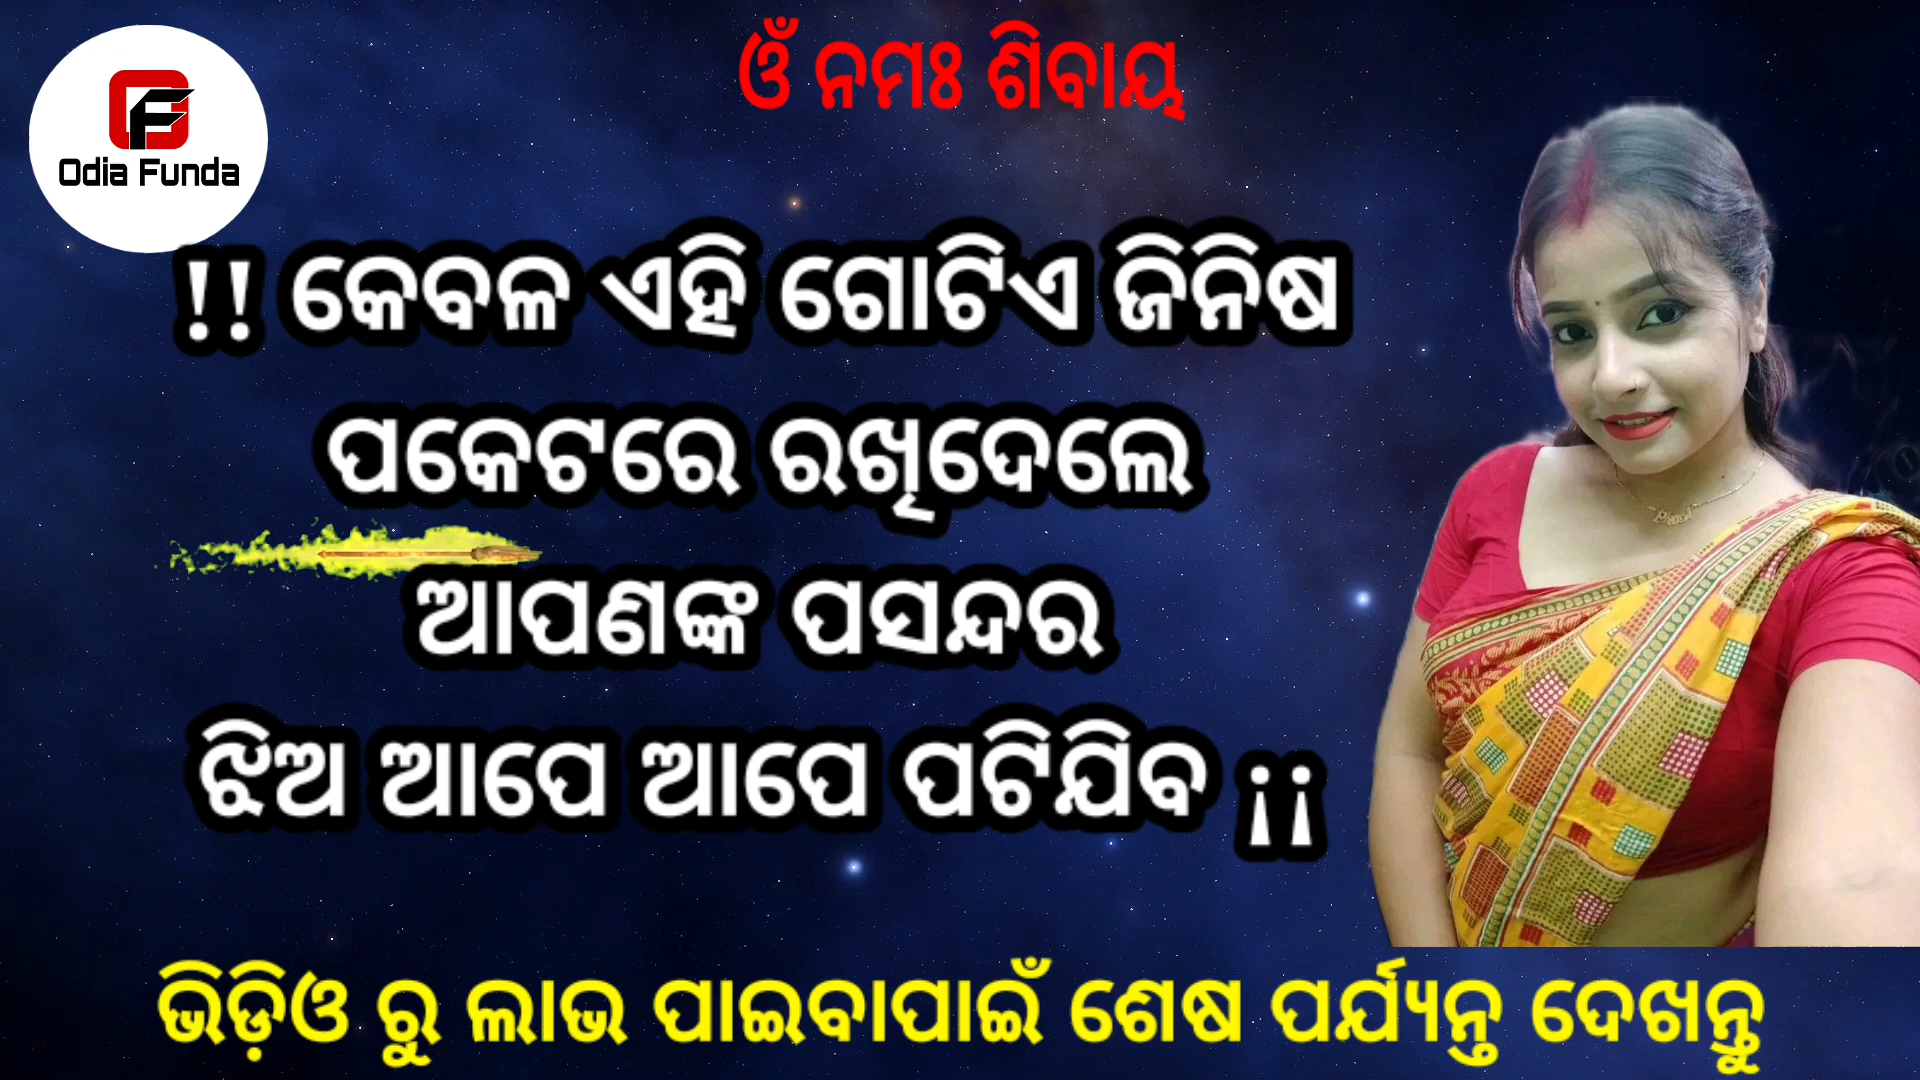 ଓଁ ନମଃ ଶିବାୟ
Odia Funda
!! କେବଳ ଏହି ଗୋଟିଏ ଜିନିଷ
ପକେଟରେ ରଖିଦେଲେ
ଆପଣଙ୍କ ପସନ୍ଦର
ଝିଅ ଆପେ ଆପେ ପଟିଯିବ ¡¡
ଭିଡ଼ିଓ ରୁ ଲାଭ ପାଇବାପାଇଁ ଶେଷ ପର୍ଯ୍ୟନ୍ତ ଦେଖନ୍ତୁ